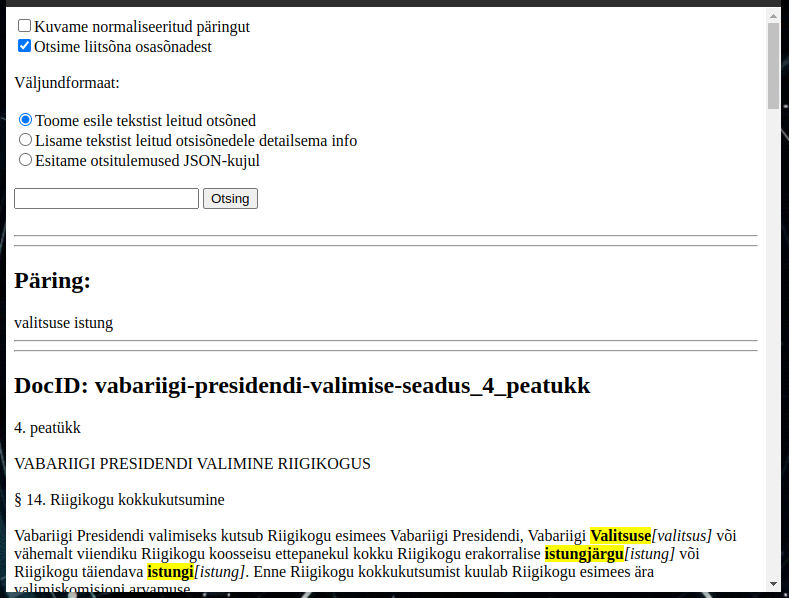 Kuvame normaliseeritud päringut
Otsime liitsõna osasõnadest
Väljundformaat:
Toome esile tekstist leitud otsõned
Lisame tekstist leitud otsisõnedele detailsema info
Esitame otsitulemused JSON-kujul
Otsing
Päring:
valitsuse istung
DocID: vabariigi-presidendi-valimise-seadus_4_peatukk
4. peatükk
VABARIIGI PRESIDENDI VALIMINE RIIGIKOGUS
§ 14. Riigikogu kokkukutsumine
Vabariigi Presidendi valimiseks kutsub Riigikogu esimees Vabariigi Presidendi, Vabariigi Valitsuse[valitsus] või
vähemalt viiendiku Riigikogu koosseisu ettepanekul kokku Riigikogu erakorralise istungjärgu[istung] või
Riigikogu täiendava istungi[istung]. Enne Riigikogu kokkukutsumist kuulab Riigikogu esimees ära
valimiskomisjoni arvamuse.